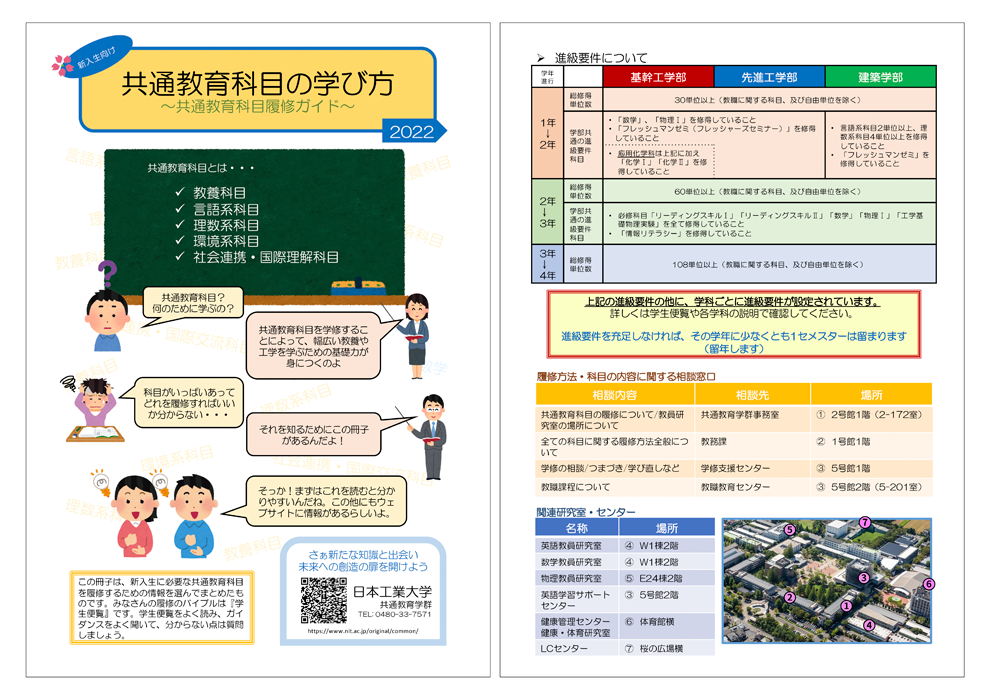 新入生向け
共通教育科目の学び方
～共通教育科目履修ガイド～
2022
共通教育科目とは・・・
✓ 教養科目
✓ 言語系科目
✓ 理数系科目
✓ 環境系科目
✓ 社会連携・国際理解科目
共通教育科目？
何のために学ぶの？
共通教育科目を学修するこ
とによって、幅広い教養や
工学を学ぶための基礎力が
身につくのよ
科目がいっぱいあって
どれを履修すればいい
か分からない・・・
それを知るためにこの冊子
があるんだよ！
そっか！まずはこれを読むと分か
りやすいんだね。この他にもウェ
ブサイトに情報があるらしいよ。
この冊子は、新入生に必要な共通教育科目
を履修するための情報を選んでまとめたも
のです。みなさんの履修のバイブルは『学
生便覧』です。学生便覧をよく読み、ガイ
ダンスをよく聞いて、分からない点は質問
しましょう。
さぁ新たな知識と出会い
未来への創造の扉を開けよう
日本工業大学
共通教育学群
TEL: 0480-33-7571
https://www.nit.ac.jp/original/common/
➢ 進級要件について
学年
進行
基幹工学部 先進工学部 建築学部
1年
↓
2年
総修得
単位数
30単位以上（教職に関する科目、及び自由単位を除く）
学部共
通の進
級要件
科目
・「数学」、「物理Ⅰ」を修得していること
・「フレッシュマンゼミ（フレッシャーズセミナー）」を修得
していること
・ 応用化学科は上記に加え
「化学Ⅰ」「化学Ⅱ」を修
得していること
・ 言語系科目2単位以上、理
数系科目4単位以上を修得
していること
・ 「フレッシュマンゼミ」を
修得していること
2年
↓
3年
総修得
単位数
60単位以上（教職に関する科目、及び自由単位を除く）
学部共
通の進
級要件
科目
・ 必修科目「リーディングスキルⅠ」「リーディングスキルⅡ」「数学」「物理Ⅰ」「工学基
礎物理実験」を全て修得していること
・ 「情報リテラシー」を修得していること
3年
↓
4年
総修得
単位数
108単位以上（教職に関する科目、及び自由単位を除く）
上記の進級要件の他に、学科ごとに進級要件が設定されています。
詳しくは学生便覧や各学科の説明で確認してください。
進級要件を充足しなければ、その学年に少なくとも1セメスターは留まります
（留年します）
履修方法・科目の内容に関する相談窓口
相談内容 相談先 場所
共通教育科目の履修について/教員研
究室の場所について
共通教育学群事務室 ① 2号館1階（2-172室）
全ての科目に関する履修方法全般につ
いて
教務課 ② 1号館1階
学修の相談/つまづき/学び直しなど 学修支援センター ③ 5号館1階
教職課程について 教職教育センター ③ 5号館2階（5-201室）
関連研究室・センター
名称 場所
英語教員研究室 ④ W1棟2階
数学教員研究室 ④ W1棟2階
物理教員研究室 ⑤ E24棟2階
英語学習サポート
センター
③ 5号館2階
健康管理センター
健康・体育研究室
⑥ 体育館横
LCセンター ⑦ 桜の広場横
⑦
⑤
③
⑥
②
①
④